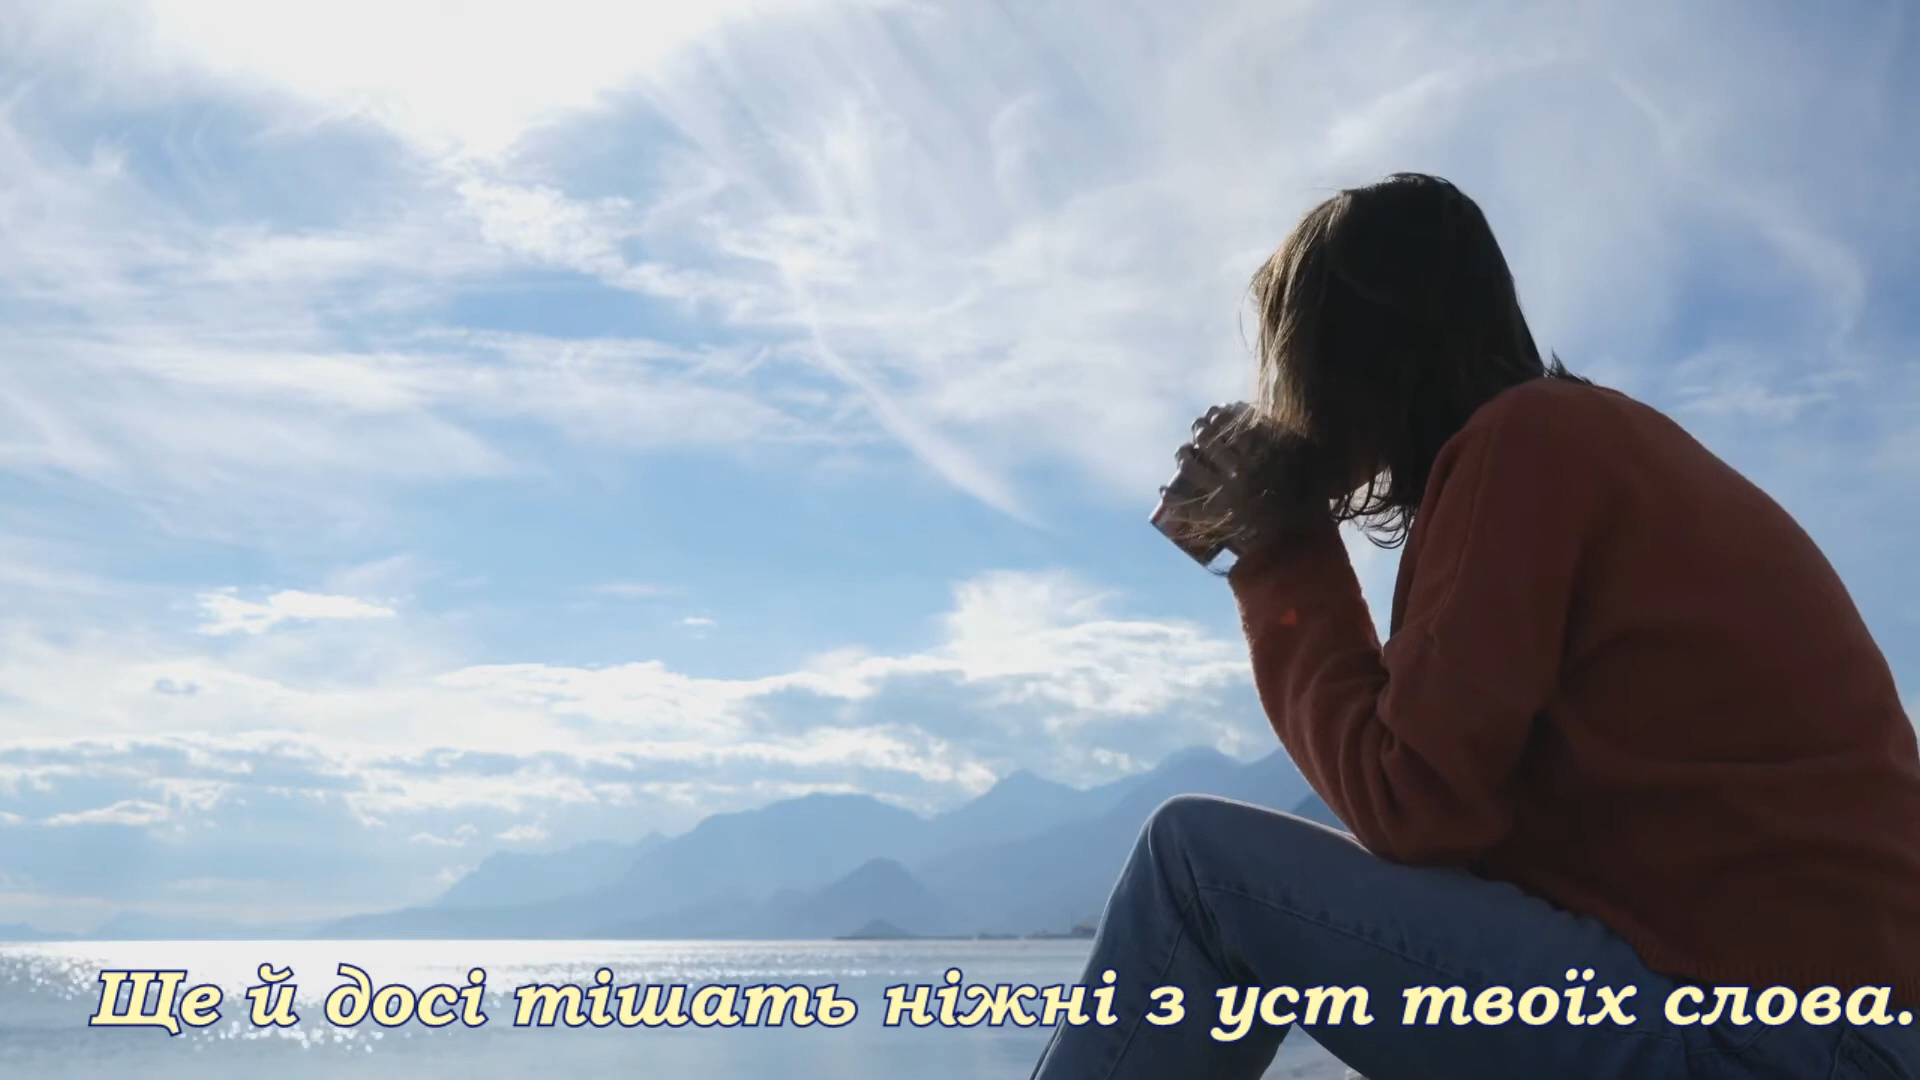 Ще й досі тішать ніжні з уст твоїх слова.